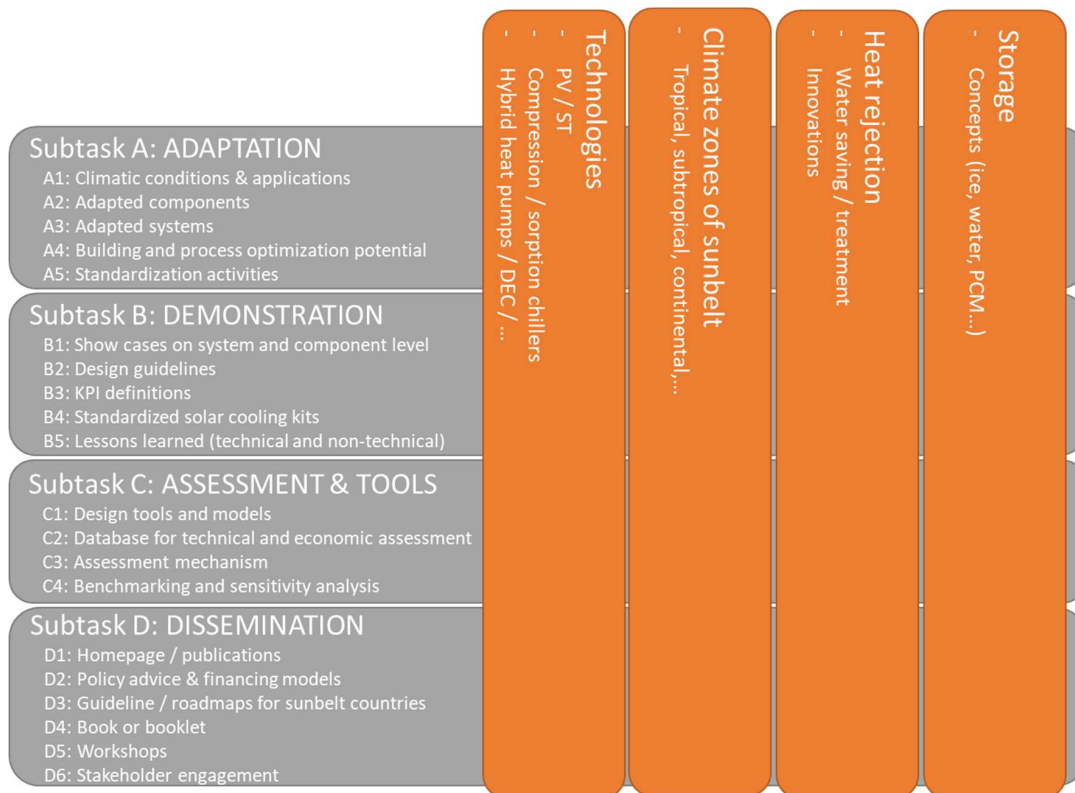 Subtask A: ADAPTATION
A1: Climatic conditions & applications
A2: Adapted components
A3: Adapted systems
A4: Building and process optimization potential
A5: Standardization activities
Subtask B: DEMONSTRATION
B1: Show cases on system and component level
B2: Design guidelines
B3: KPI definitions
B4: Standardized solar cooling kits
B5: Lessons learned (technical and non-technical)
Subtask C: ASSESSMENT & TOOLS
C1: Design tools and models
C2: Database for technical and economic assessment
C3: Assessment mechanism
C4: Benchmarking and sensitivity analysis
Subtask D: DISSEMINATION
D1: Homepage / publications
D2: Policy advice & financing models
D3: Guideline / roadmaps for sunbelt countries
D4: Book or booklet
D5: Workshops
D6: Stakeholder engagement
Technologies
- PV / ST
- Compression / sorption chillers
- Hybrid heat pumps / DEC / ...
Climate zones of sunbelt
- Tropical, subtropical, continental,...
Heat rejection
- Water saving / treatment
- Innovations
Storage
- Concepts (ice, water, PCM...)